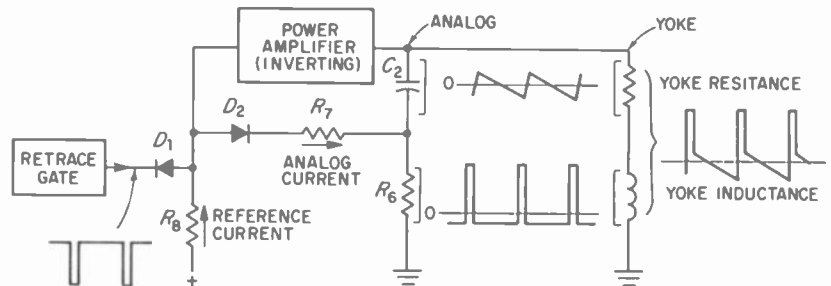 POWER
AMPLIFIER
(INVERTING)
ANALOG
YOKE
C2
0
YOKE RESITANCE
D2
R7
D1
RETRACE
GATE
ANALOG
CURRENT
R6
0
YOKE INDUCTANCE
R8
REFERENCE
CURRENT
+